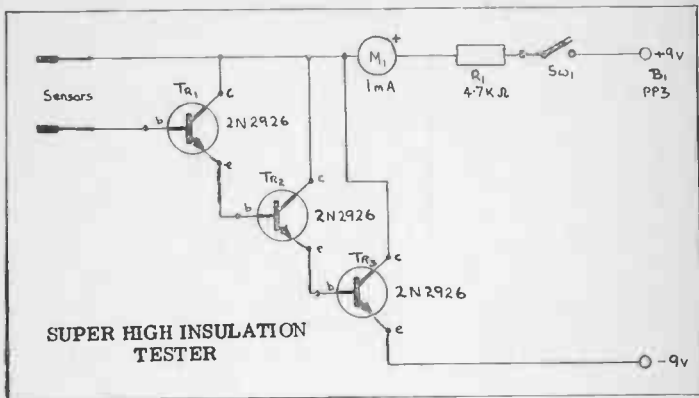 +
M1
1mA
R1
4.7KΩ
SW1
+9v
B1
PP3
Sensors
TR1
c
b
2N2926
e
TR2
c
b
2N2926
e
TR3
c
b
2N2926
e
SUPER HIGH INSULATION
TESTER
-9v